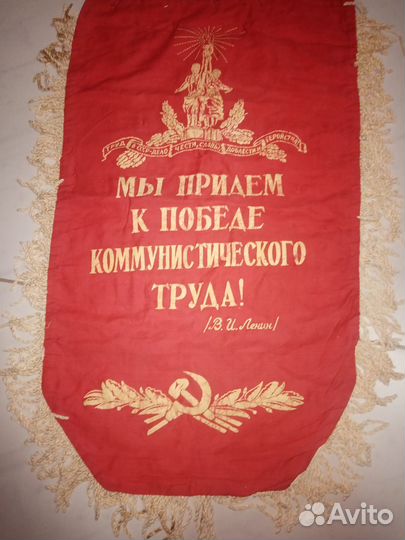 ТРУД В СССР ДЕЛО ЧЕСТИ, СЛАВЫ, ДОБЛЕСТИ И ГЕРОЙСТВА
МЫ ПРИДЕМ
К ПОБЕДЕ
КОММУНИСТИЧЕСКОГО
ТРУДА!
/В. И. Ленин/
Avito